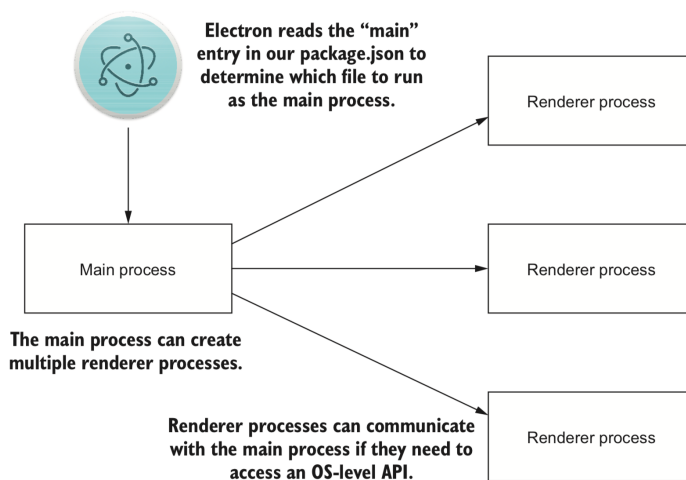 Electron reads the “main”
entry in our package.json to
determine which file to run
as the main process.
Renderer process
Main process
Renderer process
The main process can create
multiple renderer processes.
Renderer processes can communicate
with the main process if they need to
access an OS-level API.
Renderer process